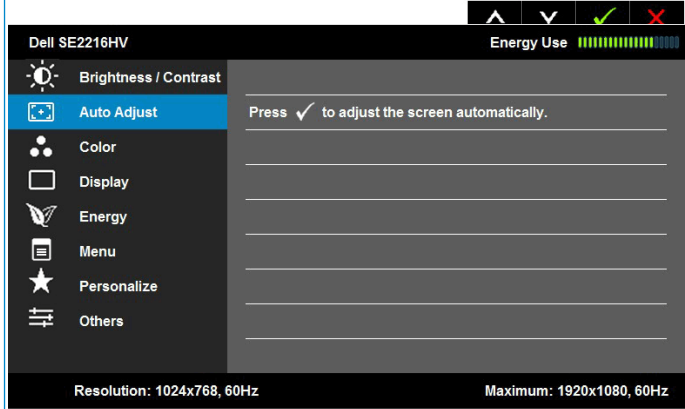 Dell SE2216HV
Energy Use
Brightness / Contrast
Auto Adjust
Press ✓ to adjust the screen automatically.
Color
Display
Energy
Menu
Personalize
Others
Resolution: 1024x768, 60Hz
Maximum: 1920x1080, 60Hz